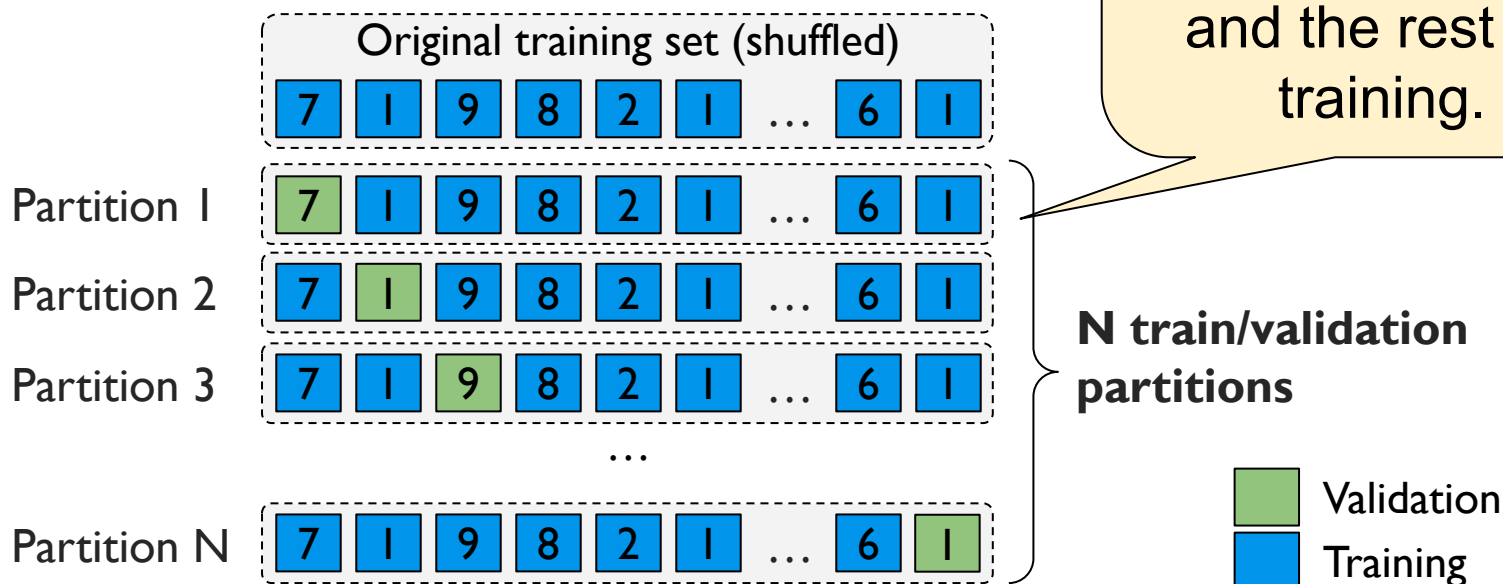 and the rest
training.
Original training set (shuffled)
7 1 9 8 2 1 … 6 1
Partition 1 7 1 9 8 2 1 … 6 1
Partition 2 7 1 9 8 2 1 … 6 1
Partition 3 7 1 9 8 2 1 … 6 1
…
Partition N 7 1 9 8 2 1 … 6 1
N train/validation
partitions
Validation
Training